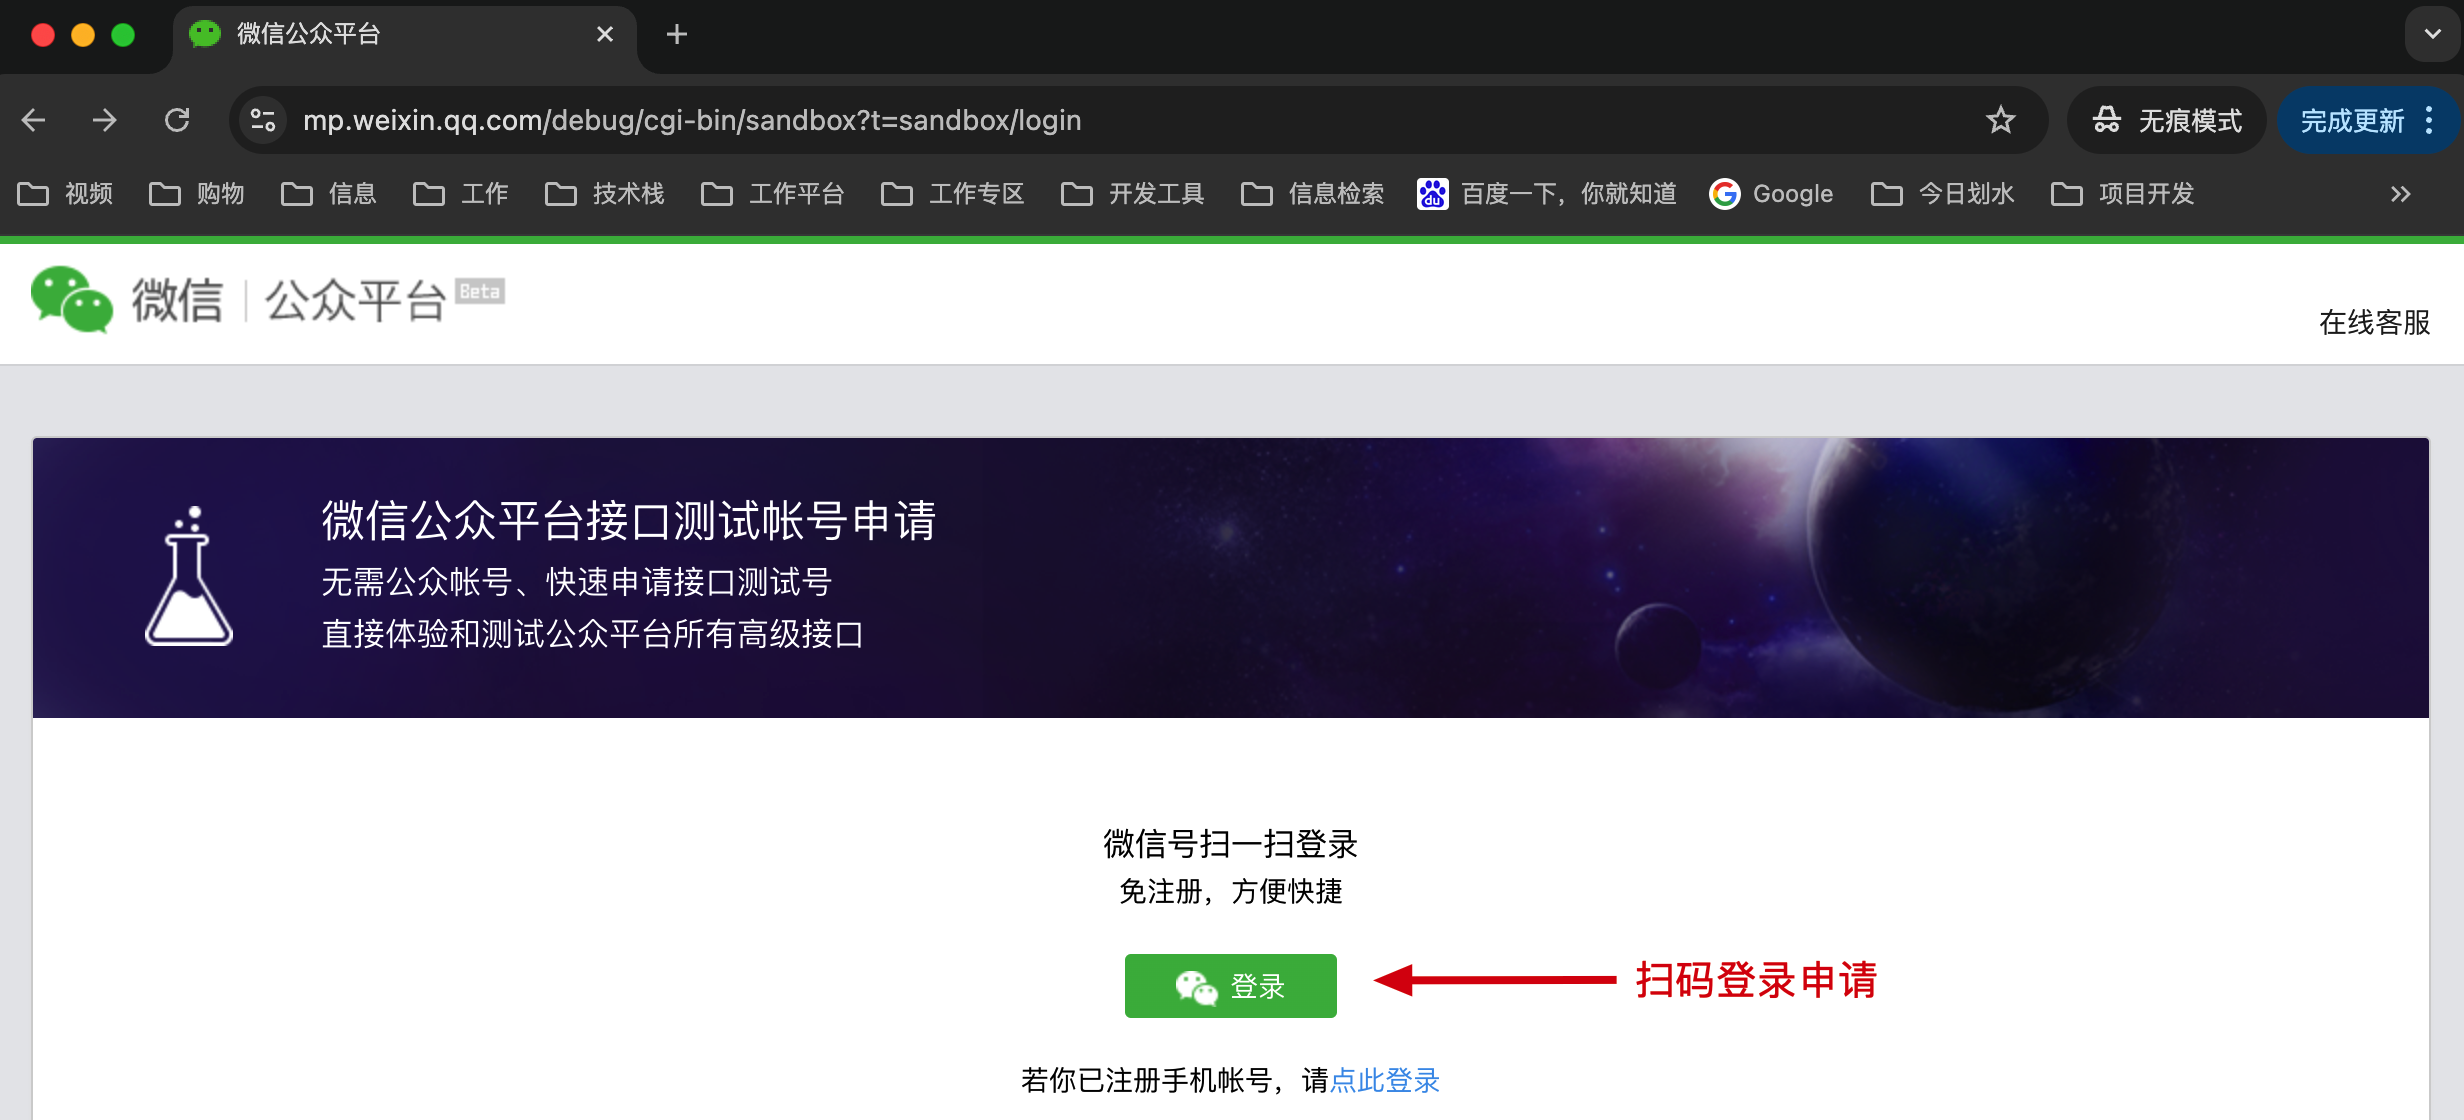 微信公众平台
mp.weixin.qq.com/debug/cgi-bin/sandbox?t=sandbox/login
无痕模式
完成更新
视频 购物 信息 工作 技术栈 工作平台 工作专区 开发工具 信息检索 百度一下，你就知道 Google 今日划水 项目开发
微信 公众平台 Beta
在线客服
微信公众平台接口测试帐号申请
无需公众帐号、快速申请接口测试号
直接体验和测试公众平台所有高级接口
微信号扫一扫登录
免注册，方便快捷
登录
扫码登录申请
若你已注册手机帐号，请点此登录